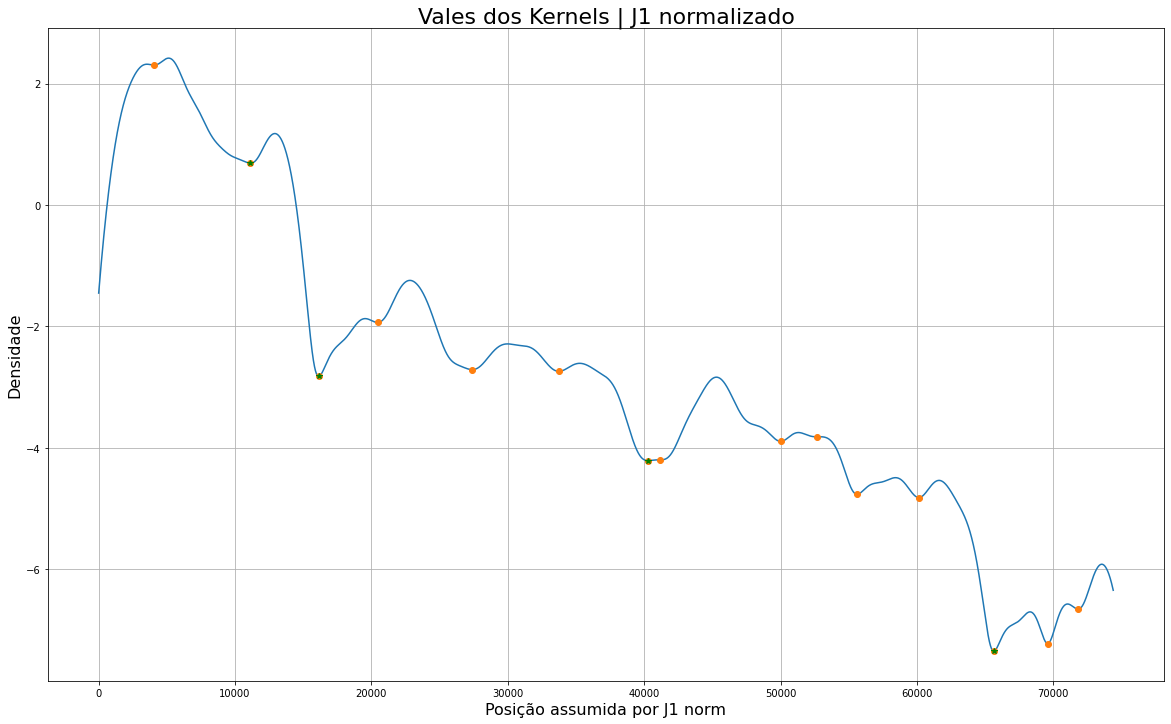 Vales dos Kernels | J1 normalizado
Densidade
2
0
−2
−4
−6
0 10000 20000 30000 40000 50000 60000 70000
Posição assumida por J1 norm